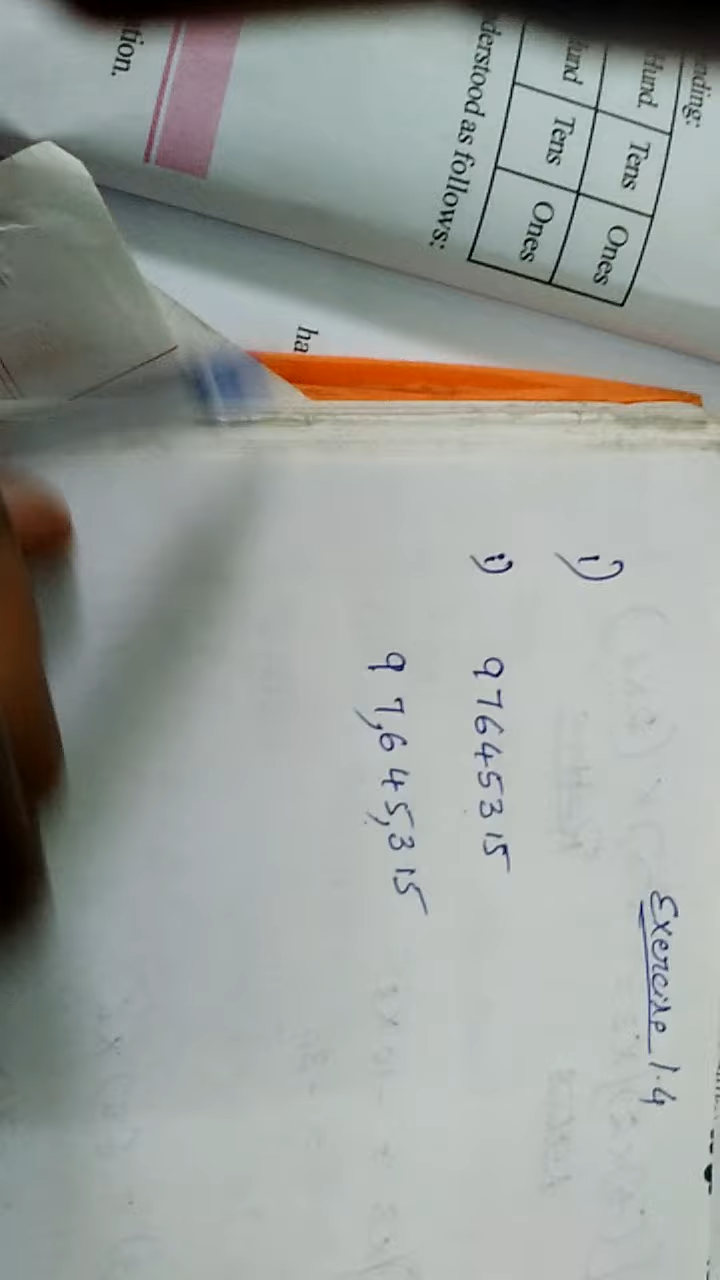 nding:
Hund. Tens Ones
Hund Tens Ones
derstood as follows:
tion.
ha
Exercise 1.4
1)
i) 97645315
97,645,315